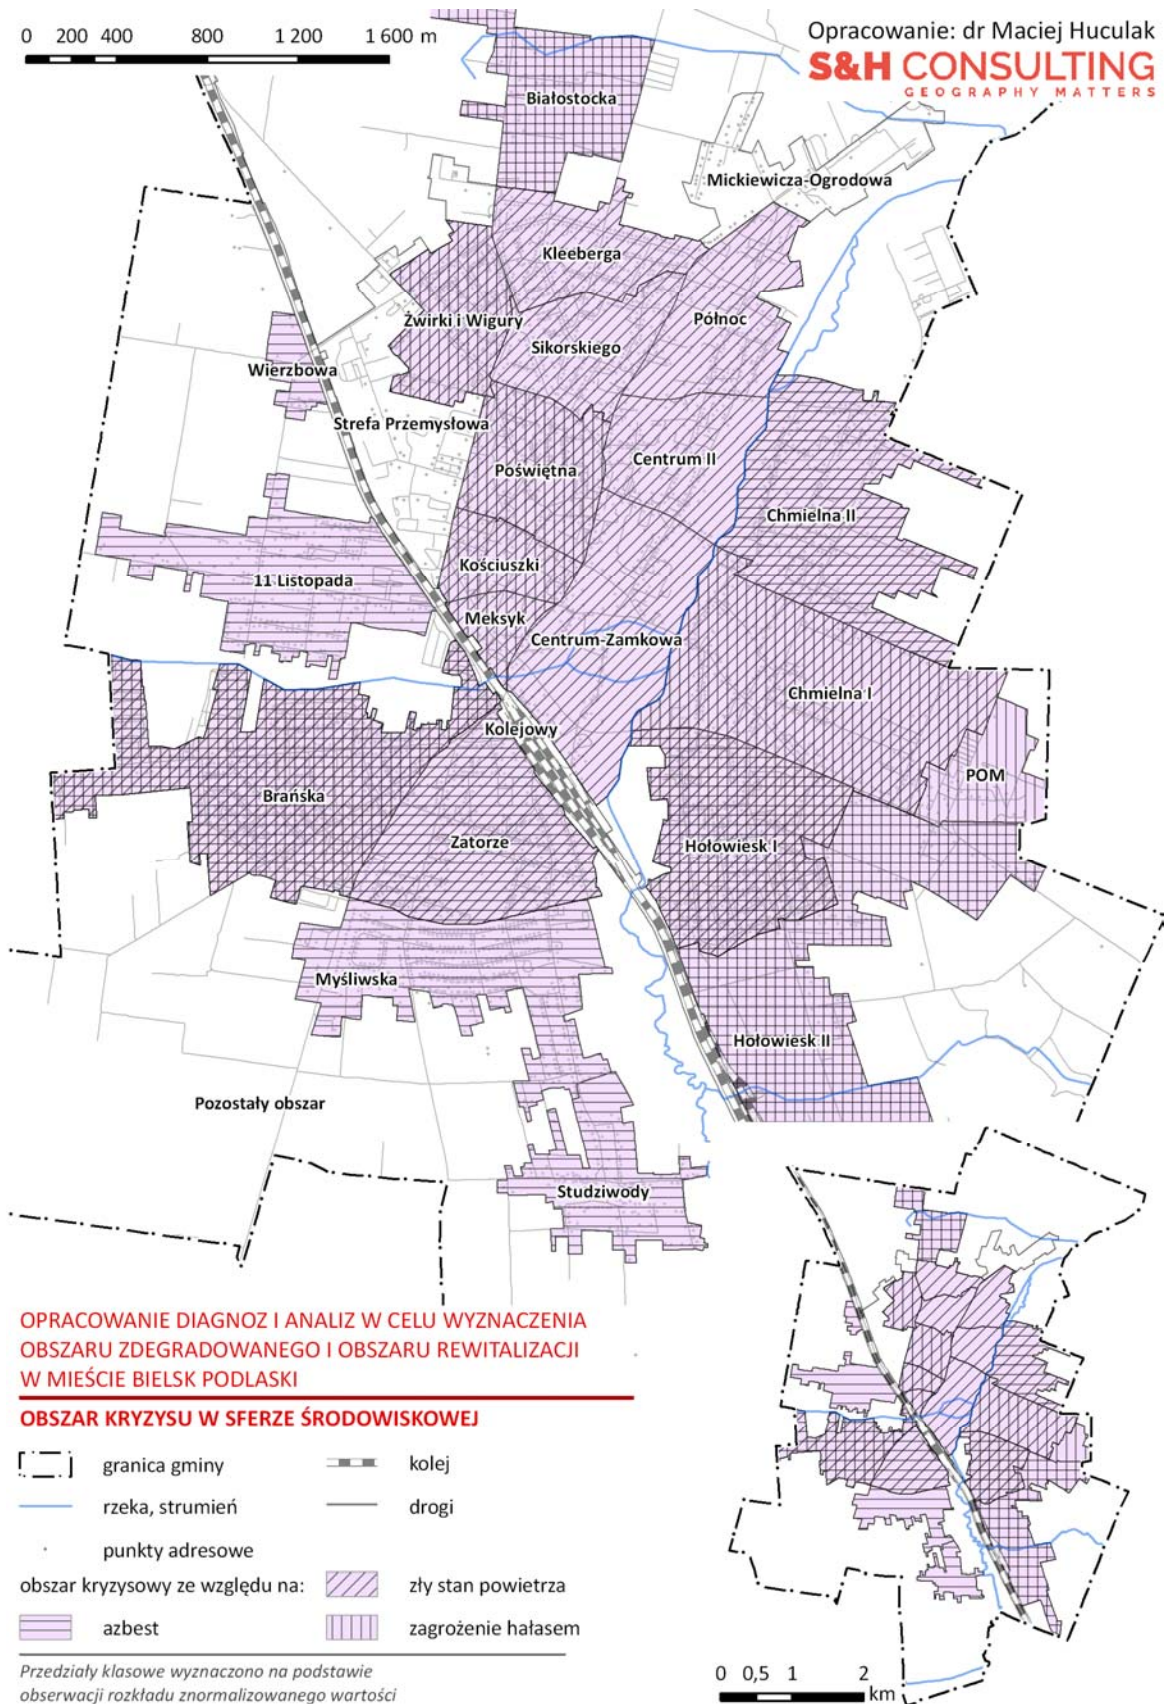 0 200 400 800 1 200 1 600 m
Opracowanie: dr Maciej Huculak
S&H CONSULTING
GEOGRAPHY MATTERS
Białostocka
Mickiewicza-Ogrodowa
Kleeberga
Żwirki i Wigury
Północ
Sikorskiego
Wierzbowa
Strefa Przemysłowa
Centrum II
Poświętna
Chmielna II
Kościuszki
11 Listopada
Meksyk
Centrum-Zamkowa
Chmielna I
Kolejowy
POM
Brańska
Zatorze
Hołowiesk I
Myśliwska
Hołowiesk II
Pozostały obszar
Studziwody
OPRACOWANIE DIAGNOZ I ANALIZ W CELU WYZNACZENIA
OBSZARU ZDEGRADOWANEGO I OBSZARU REWITALIZACJI
W MIEŚCIE BIELSK PODLASKI
OBSZAR KRYZYSU W SFERZE ŚRODOWISKOWEJ
granica gminy
kolej
rzeka, strumień
drogi
punkty adresowe
obszar kryzysowy ze względu na:
zły stan powietrza
azbest
zagrożenie hałasem
Przedziały klasowe wyznaczono na podstawie
obserwacji rozkładu znormalizowanego wartości
0 0,5 1 2
km